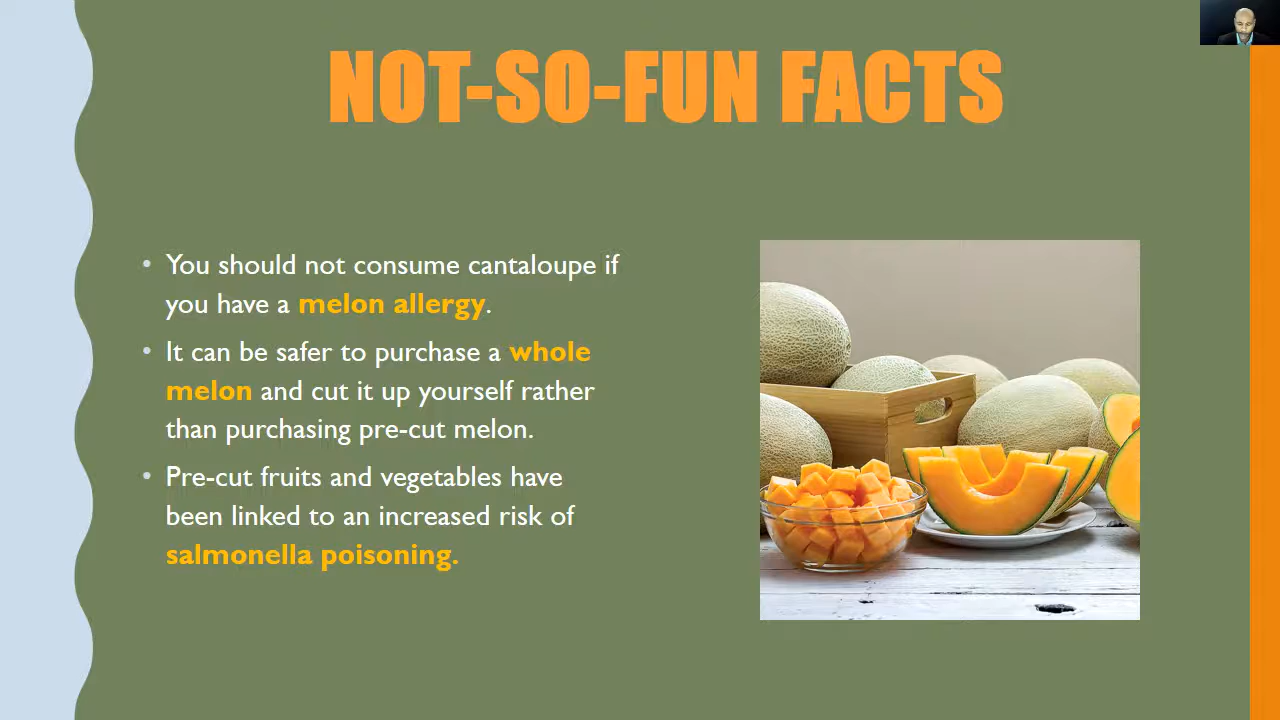 NOT-SO-FUN FACTS
• You should not consume cantaloupe if
you have a melon allergy.
• It can be safer to purchase a whole
melon and cut it up yourself rather
than purchasing pre-cut melon.
• Pre-cut fruits and vegetables have
been linked to an increased risk of
salmonella poisoning.